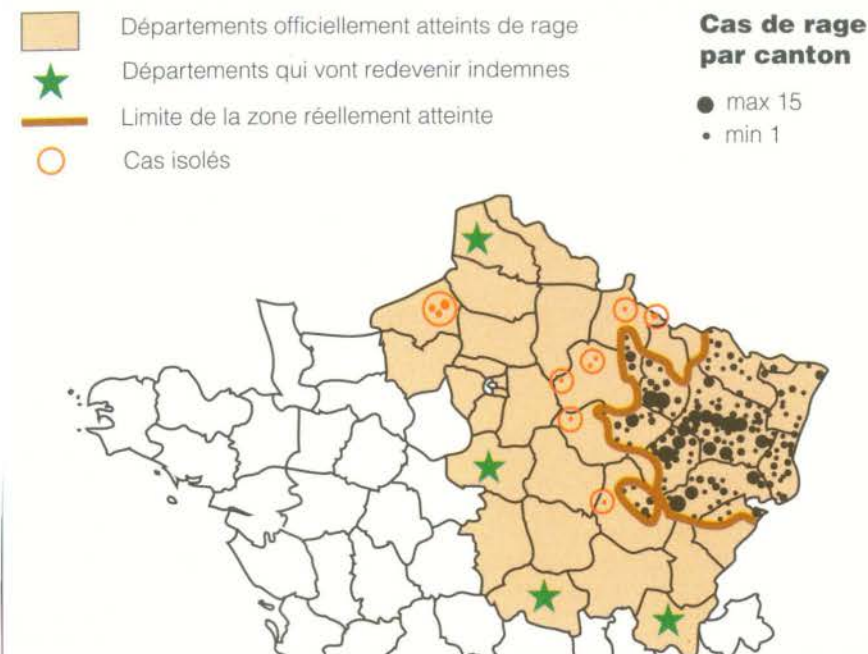 Départements officiellement atteints de rage
Départements qui vont redevenir indemnes
Limite de la zone réellement atteinte
Cas isolés
Cas de rage
par canton
max 15
min 1